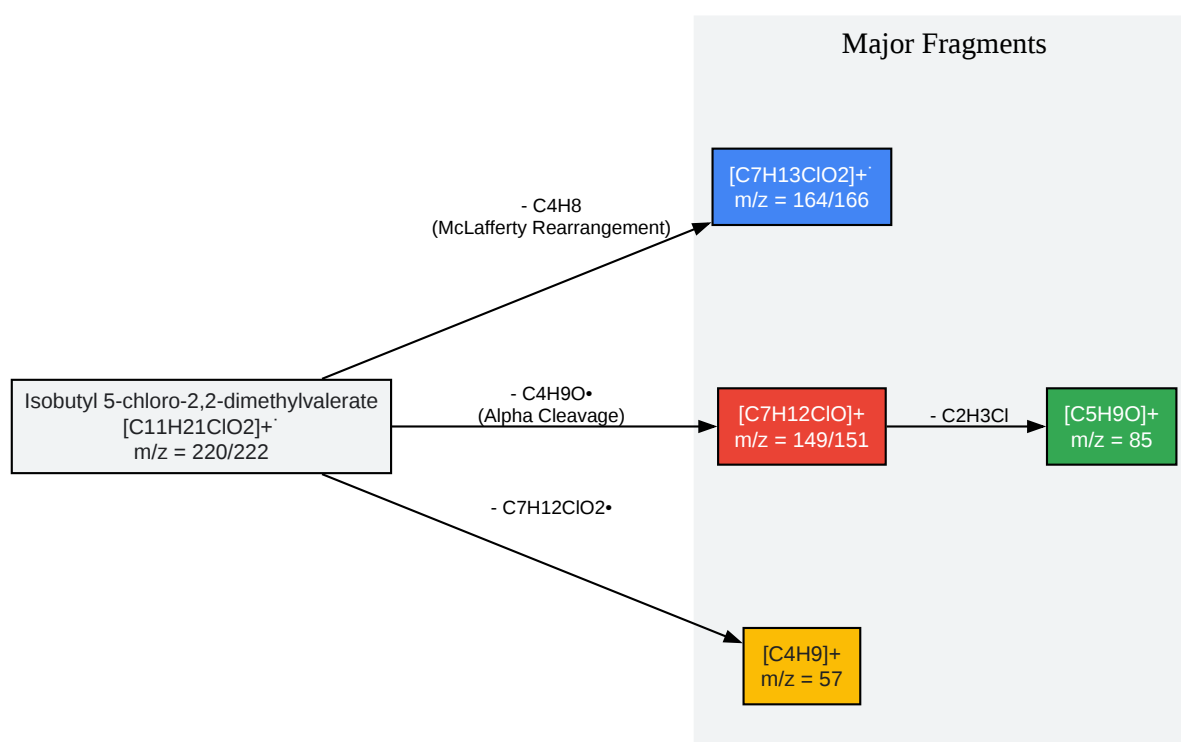 Major Fragments
[C7H13ClO2]+˙
m/z = 164/166
- C4H8
(McLafferty Rearrangement)
Isobutyl 5-chloro-2,2-dimethylvalerate
[C11H21ClO2]+˙
m/z = 220/222
- C4H9O•
(Alpha Cleavage)
[C7H12ClO]+
m/z = 149/151
- C2H3Cl
[C5H9O]+
m/z = 85
- C7H12ClO2•
[C4H9]+
m/z = 57